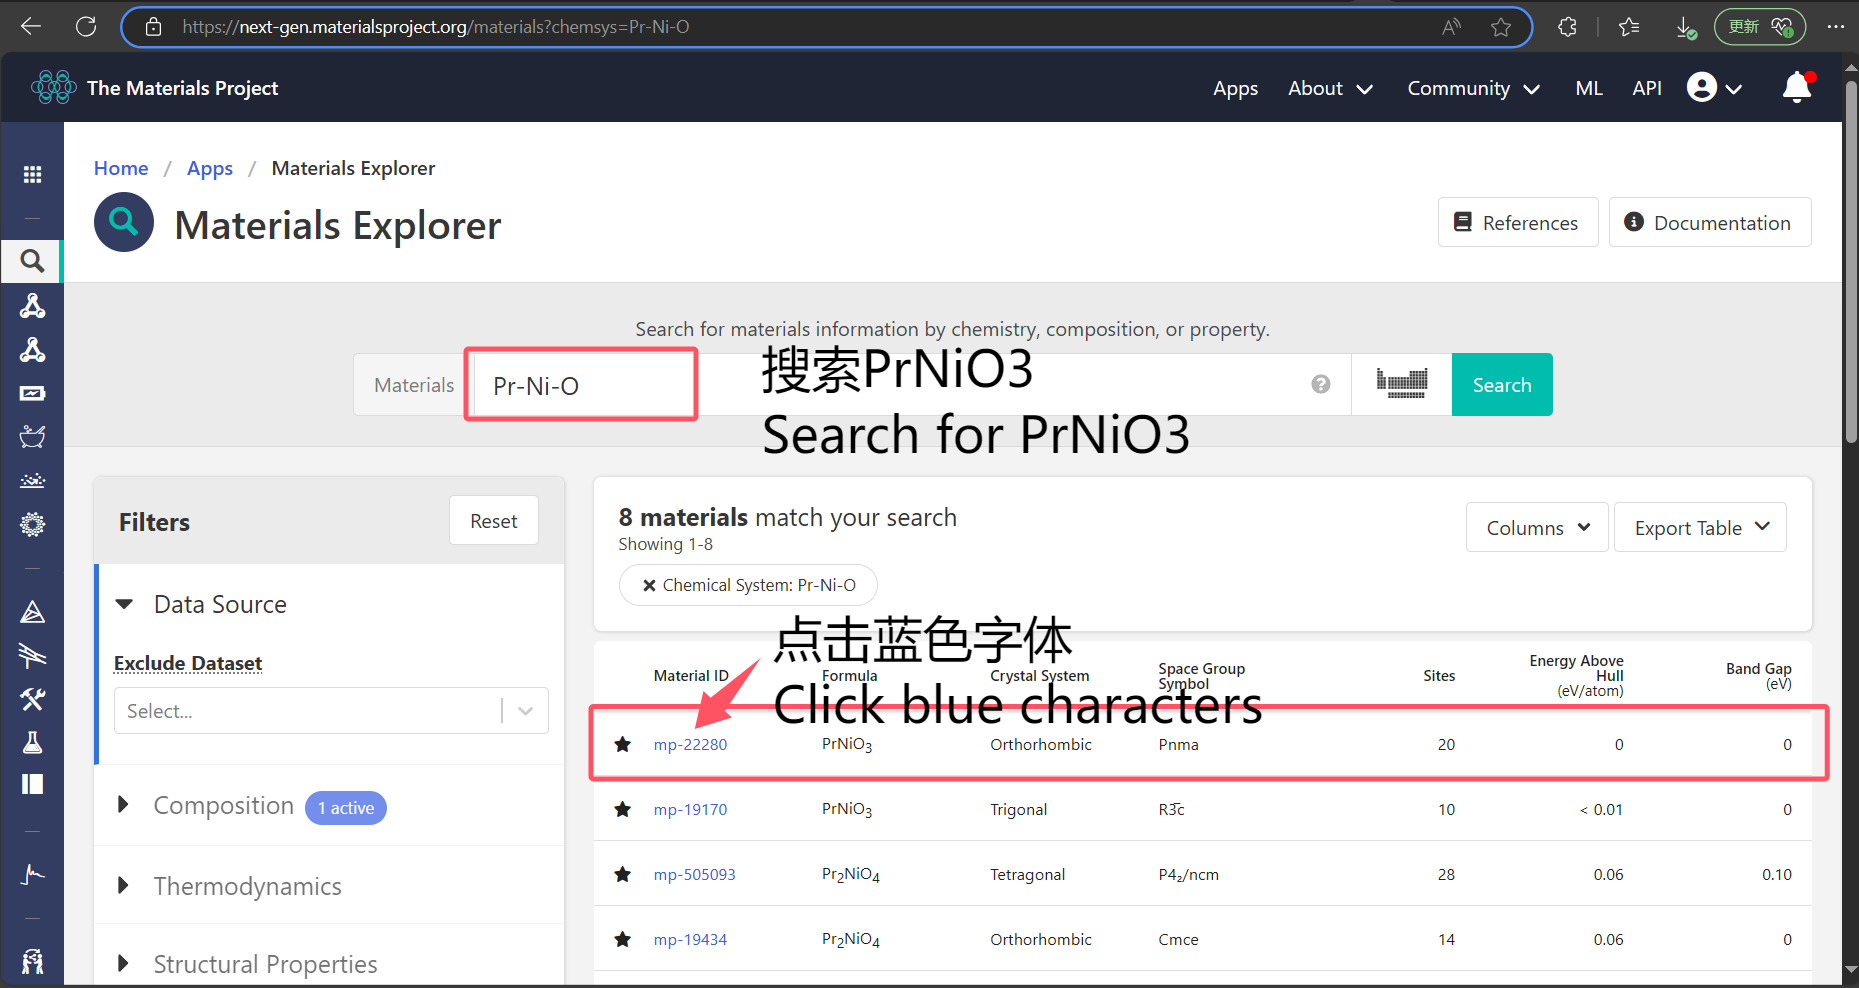 https://next-gen.materialsproject.org/materials?chemsys=Pr-Ni-O
更新
The Materials Project
Apps
About
Community
ML
API
Home / Apps / Materials Explorer
Materials Explorer
References
Documentation
Search for materials information by chemistry, composition, or property.
Materials
Pr-Ni-O
Search
搜索PrNiO3
Search for PrNiO3
Filters
Reset
Data Source
Exclude Dataset
Select...
Composition
1 active
Thermodynamics
Structural Properties
8 materials match your search
Showing 1-8
Columns
Export Table
Chemical System: Pr-Ni-O
点击蓝色字体
Click blue characters
Material ID Formula Crystal System Space Group Symbol Sites Energy Above Hull (eV/atom) Band Gap (eV)
mp-22280 PrNiO₃ Orthorhombic Pnma 20 0 0
mp-19170 PrNiO₃ Trigonal R3̅c 10 < 0.01 0
mp-505093 Pr₂NiO₄ Tetragonal P4₂/ncm 28 0.06 0.10
mp-19434 Pr₂NiO₄ Orthorhombic Cmce 14 0.06 0